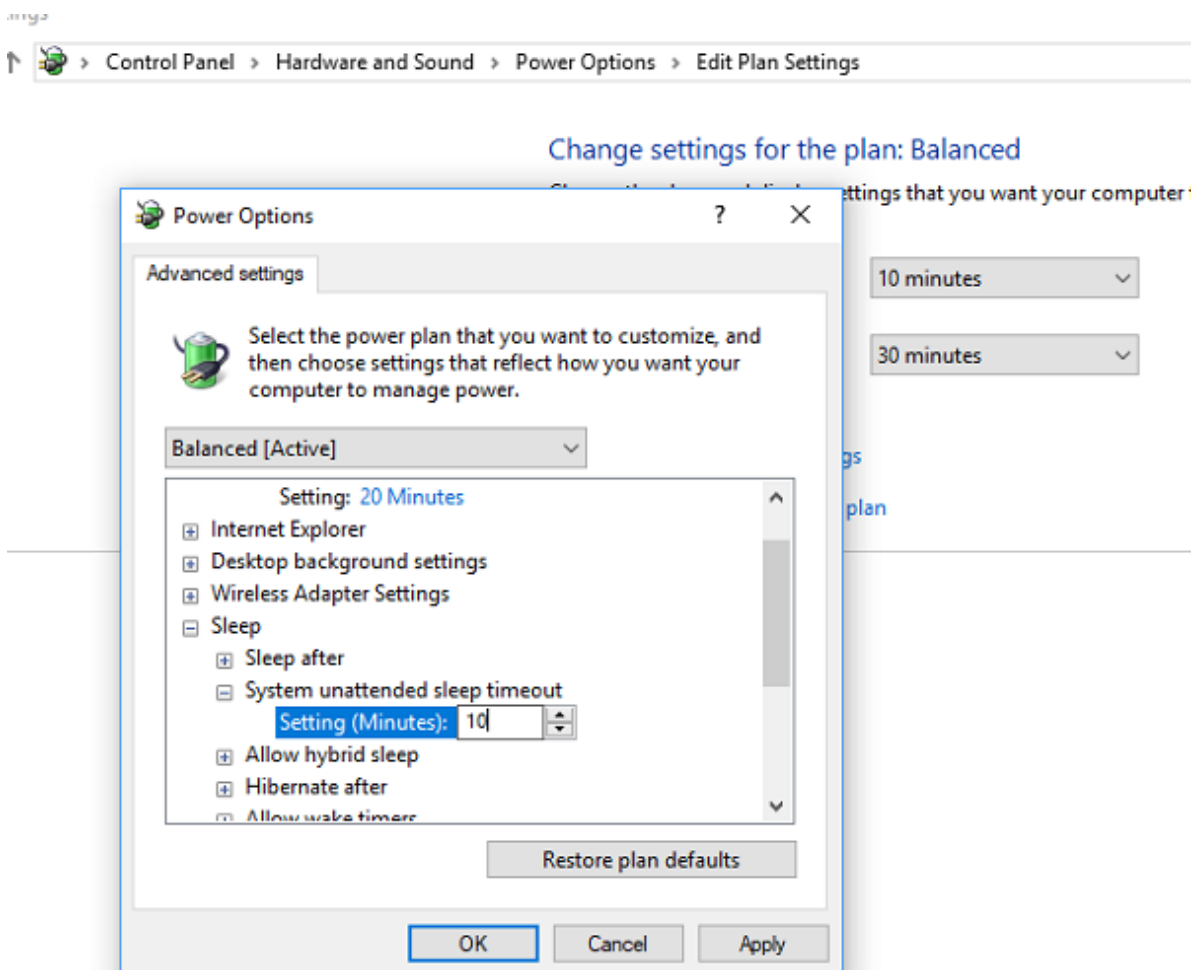 Control Panel > Hardware and Sound > Power Options > Edit Plan Settings
Change settings for the plan: Balanced
settings that you want your computer
10 minutes
30 minutes
plan
Power Options
?
Advanced settings
Select the power plan that you want to customize, and
then choose settings that reflect how you want your
computer to manage power.
Balanced [Active]
Setting: 20 Minutes
Internet Explorer
Desktop background settings
Wireless Adapter Settings
Sleep
Sleep after
System unattended sleep timeout
Setting (Minutes): 10
Allow hybrid sleep
Hibernate after
Allow wake timers
Restore plan defaults
OK Cancel Apply